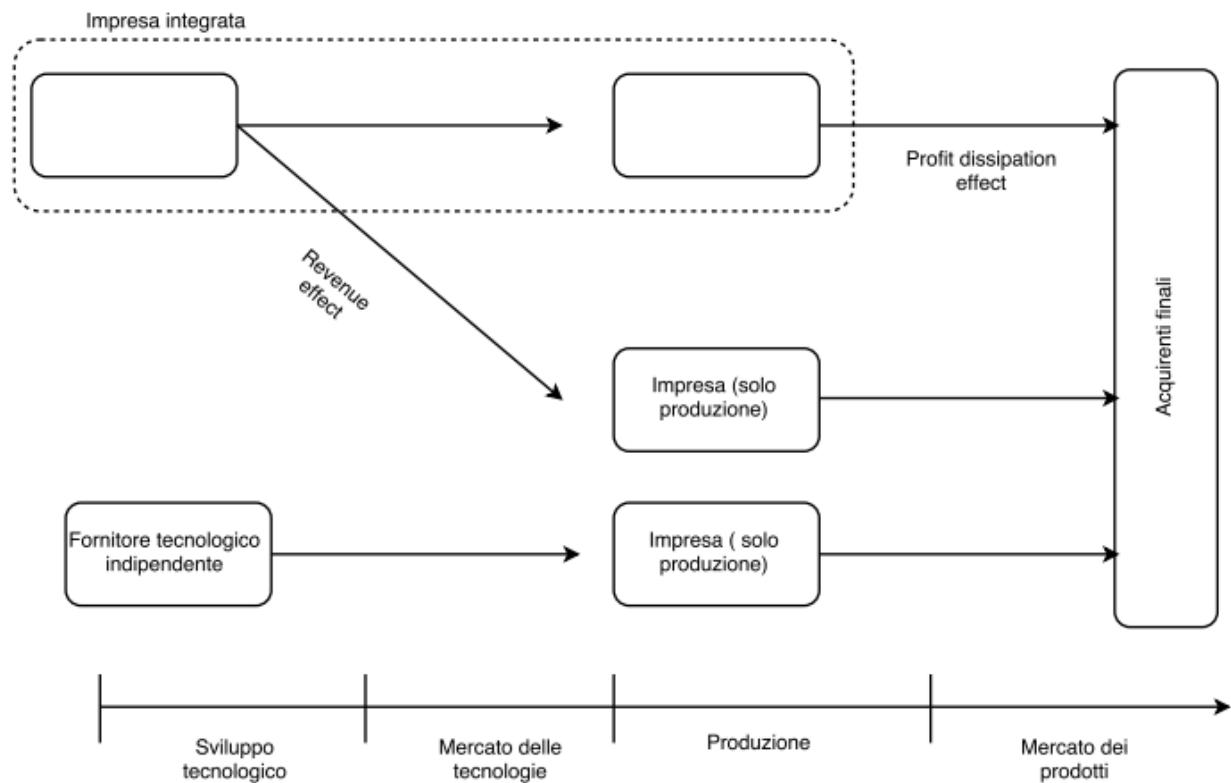 Impresa integrata
Profit dissipation
effect
Revenue
effect
Impresa (solo
produzione)
Acquirenti finali
Fornitore tecnologico
indipendente
Impresa ( solo
produzione)
Sviluppo
tecnologico
Mercato delle
tecnologie
Produzione
Mercato dei
prodotti